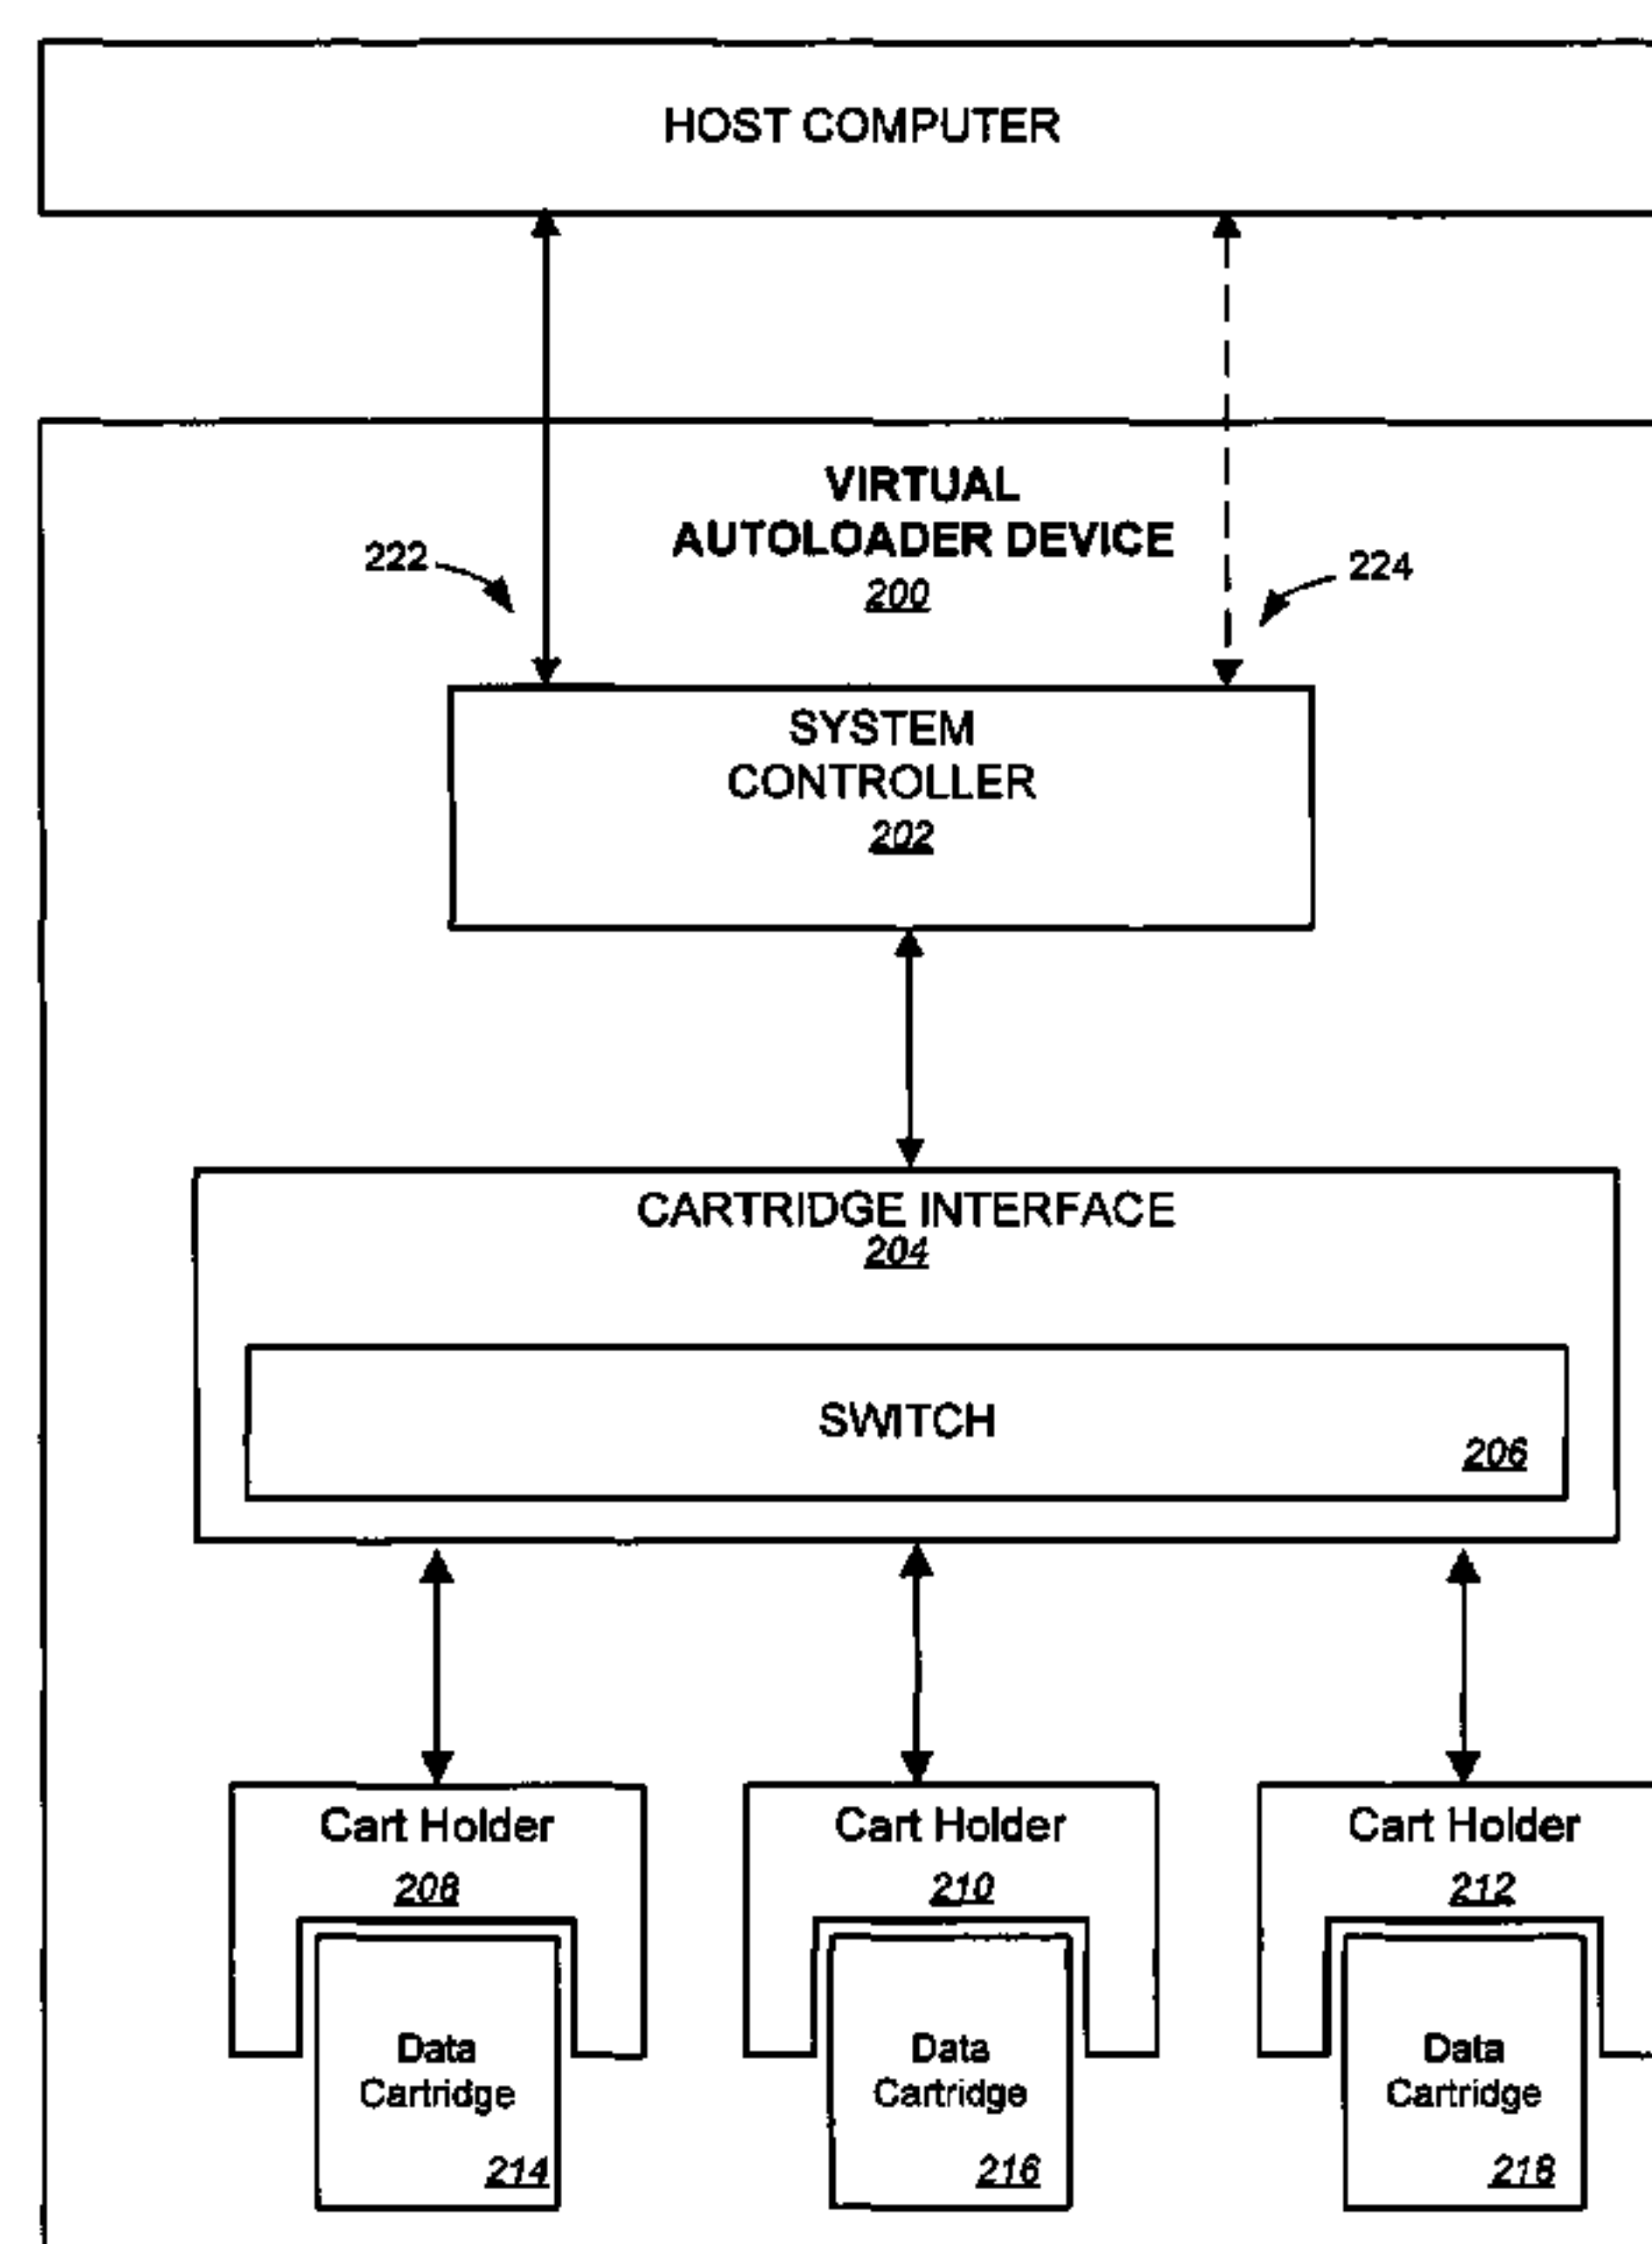 HOST COMPUTER
VIRTUAL
AUTOLOADER DEVICE
200
222
224
SYSTEM
CONTROLLER
202
CARTRIDGE INTERFACE
204
SWITCH
206
Cart Holder
208
Cart Holder
210
Cart Holder
212
Data
Cartridge
214
Data
Cartridge
216
Data
Cartridge
218